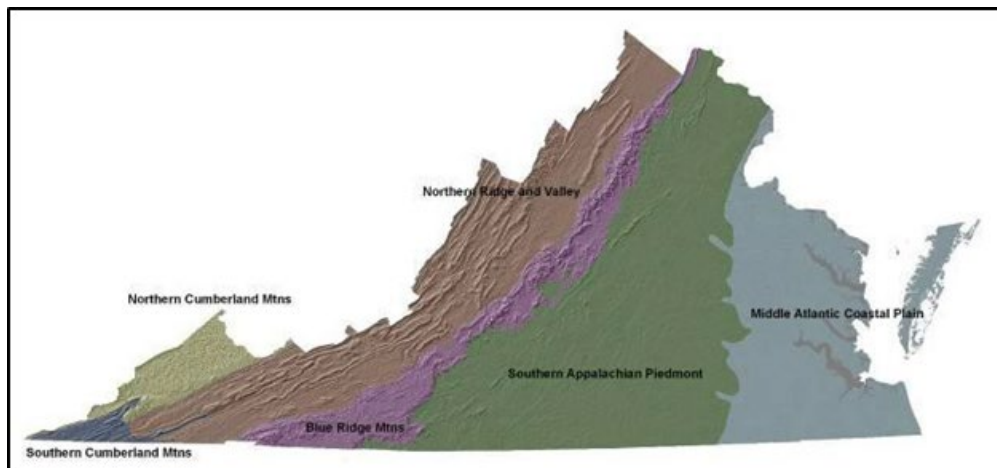 Northern Ridge and Valley
Northern Cumberland Mtns
Middle Atlantic Coastal Plain
Southern Appalachian Piedmont
Blue Ridge Mtns
Southern Cumberland Mtns